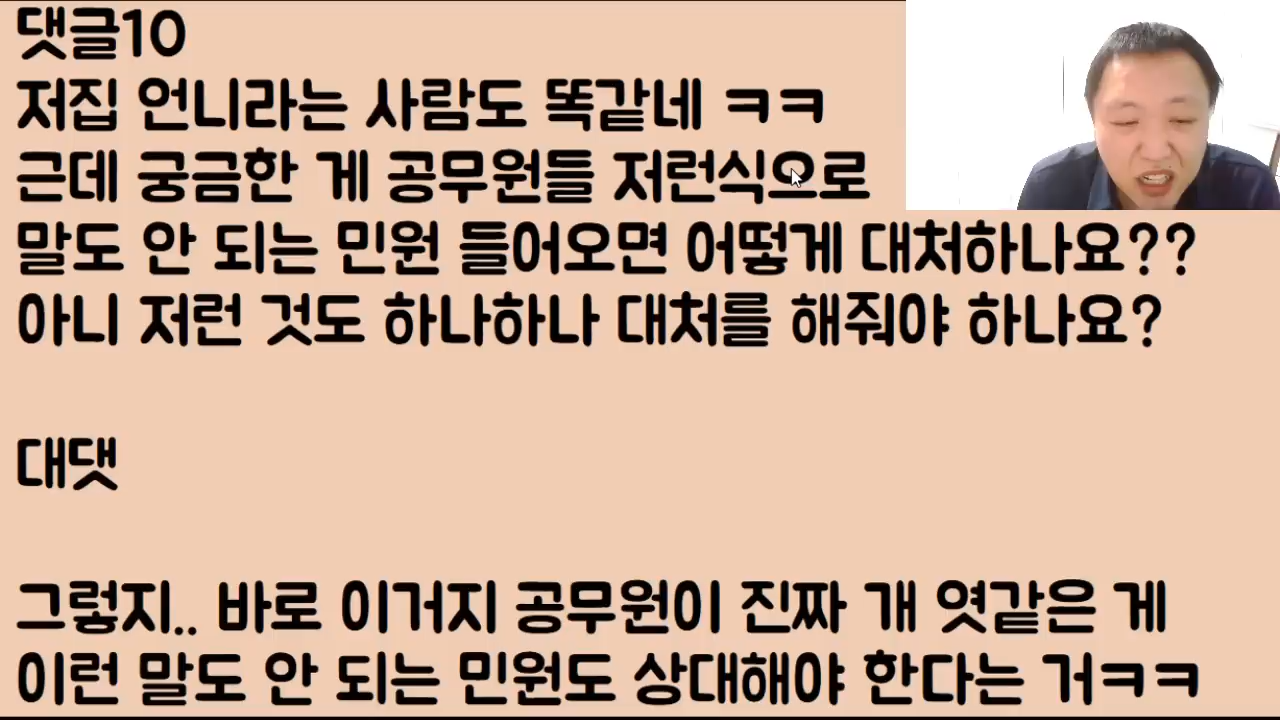 댓글10
저집 언니라는 사람도 똑같네 ㅋㅋ
근데 궁금한 게 공무원들 저런식으로
말도 안 되는 민원 들어오면 어떻게 대처하나요??
아니 저런 것도 하나하나 대처를 해줘야 하나요?
대댓
그렇지.. 바로 이거지 공무원이 진짜 개 엿같은 게
이런 말도 안 되는 민원도 상대해야 한다는 거ㅋㅋ